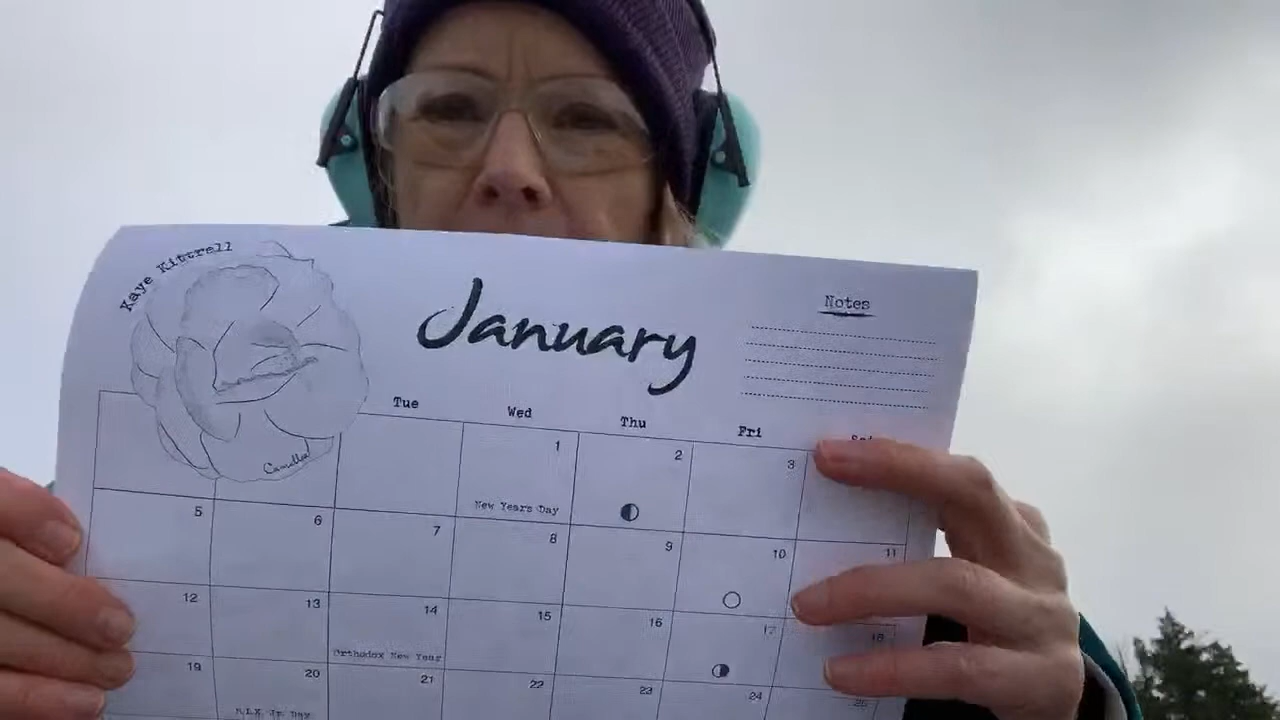 Kaye Kittrell
January
Notes
Tue Wed Thu Fri
Camellia
1 2 3
New Years Day
5 6 7 8 9 10 11
12 13 14 15 16 17 18
Orthodox New Year
19 20 21 22 23 24 25
M.L.K. Jr. Day